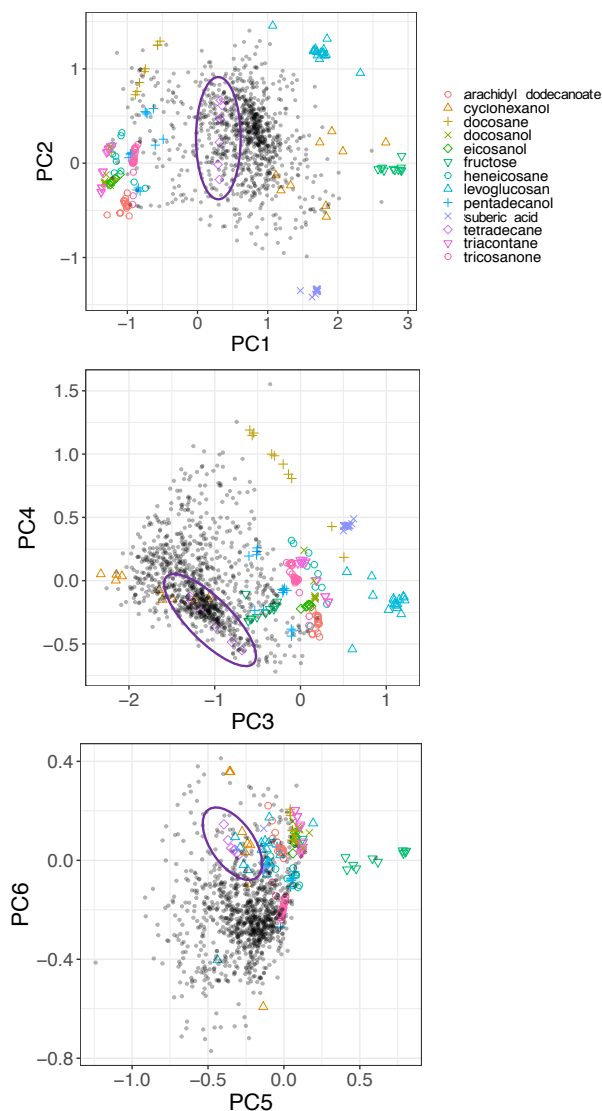 PC2
1
0
−1
−1
0
1
2
3
PC1
arachidyl dodecanoate
cyclohexanol
docosane
docosanol
eicosanol
fructose
heneicosane
levoglucosan
pentadecanol
suberic acid
tetradecane
triacontane
tricosanone
PC4
1.5
1.0
0.5
0.0
−0.5
−2
−1
0
1
PC3
PC6
0.4
0.0
−0.4
−0.8
−1.0
−0.5
0.0
0.5
PC5